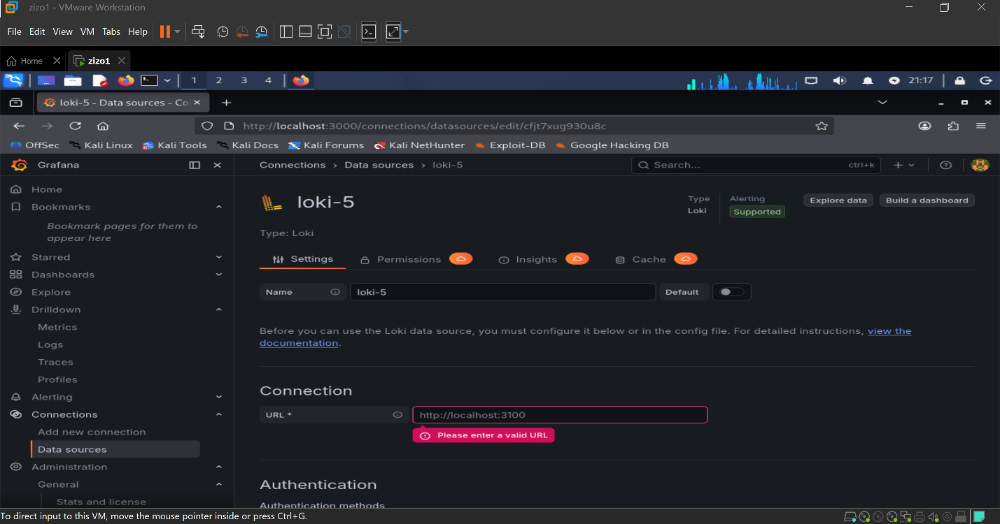 zizo1 - VMware Workstation
File Edit View VM Tabs Help
Home zizo1
1 2 3 4 21:17
loki-5 - Data sources - Co
http://localhost:3000/connections/datasources/edit/cfjt7xug930u8c
OffSec Kali Linux Kali Tools Kali Docs Kali Forums Kali NetHunter Exploit-DB Google Hacking DB
Grafana
Connections › Data sources › loki-5
Search... ctrl+k
Home
Bookmarks
Bookmark pages for them to
appear here
Starred
Dashboards
Explore
Drilldown
Metrics
Logs
Traces
Profiles
Alerting
Connections
Add new connection
Data sources
Administration
General
Stats and license
loki-5
Type
Loki
Alerting
Supported
Explore data
Build a dashboard
Type: Loki
Settings Permissions Insights Cache
Name loki-5 Default
Before you can use the Loki data source, you must configure it below or in the config file. For detailed instructions, view the
documentation.
Connection
URL * http://localhost:3100
Please enter a valid URL
Authentication
Authentication methods
To direct input to this VM, move the mouse pointer inside or press Ctrl+G.